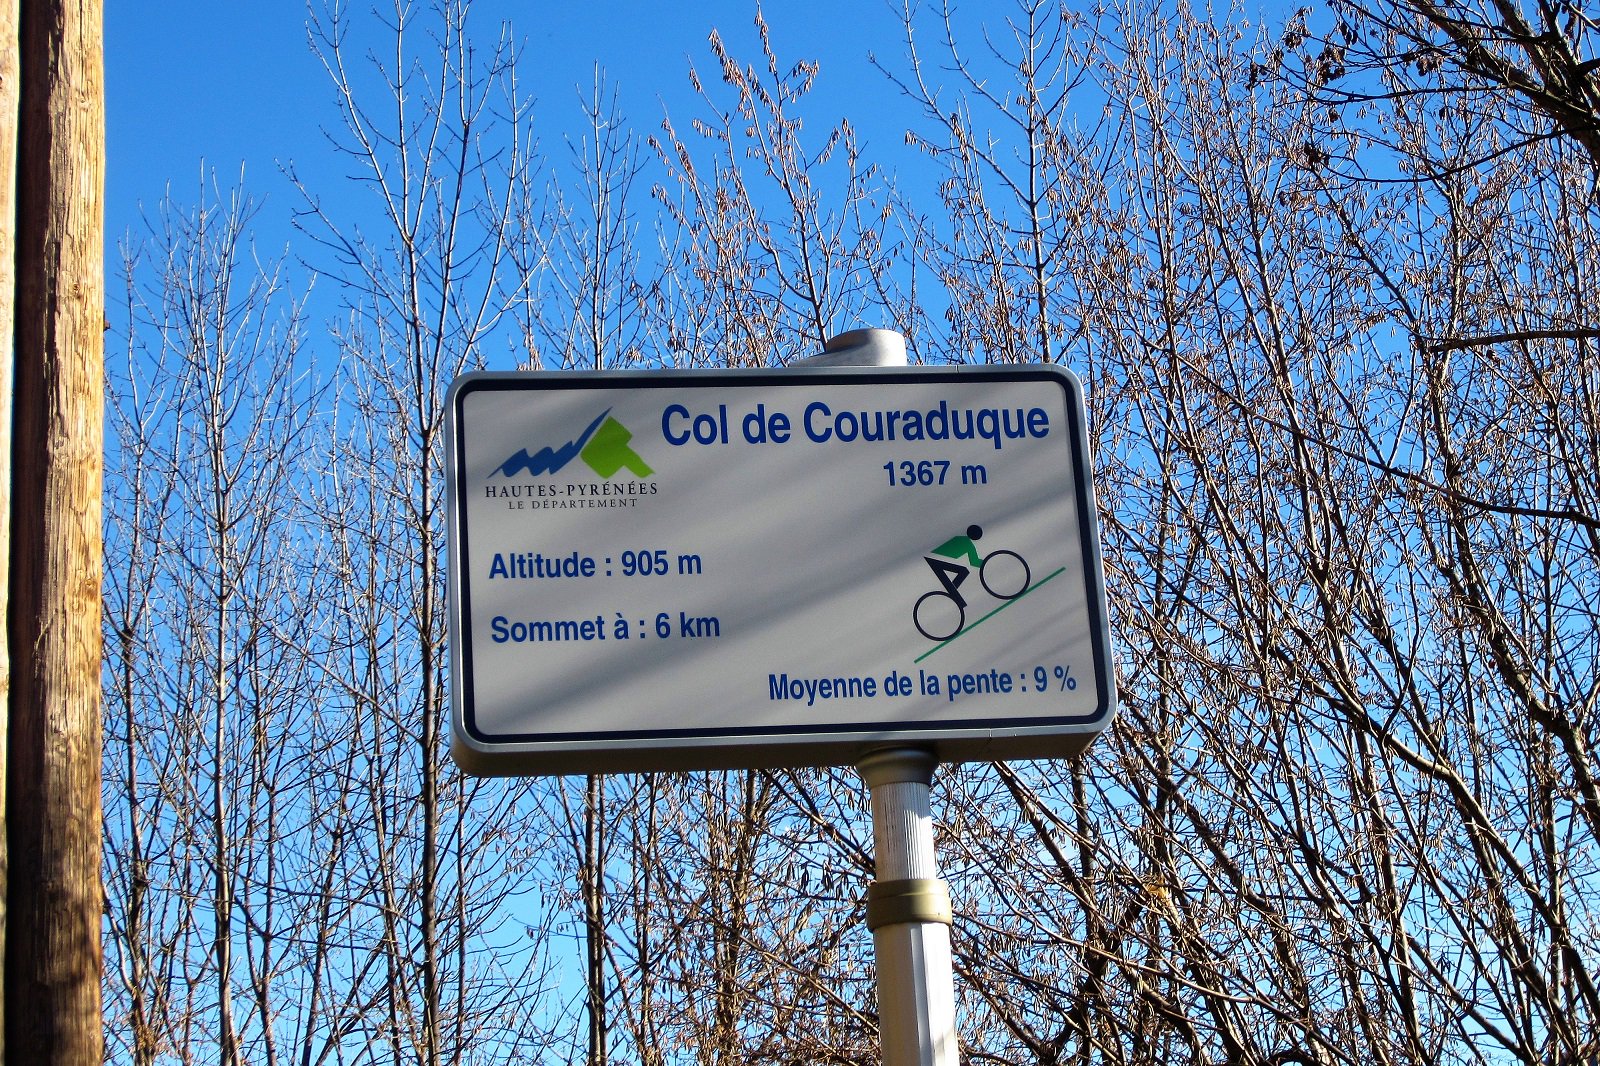 Col de Couraduque
1367 m
HAUTES-PYRÉNÉES
LE DÉPARTEMENT
Altitude : 905 m
Sommet à : 6 km
Moyenne de la pente : 9 %